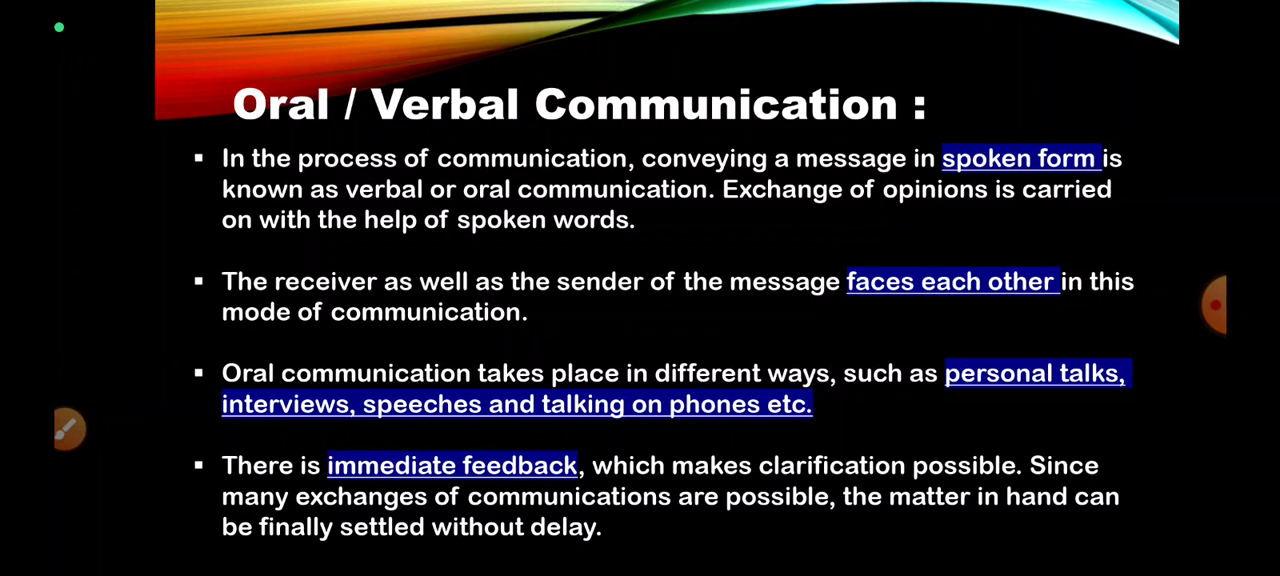 Oral / Verbal Communication :
▪ In the process of communication, conveying a message in spoken form is
known as verbal or oral communication. Exchange of opinions is carried
on with the help of spoken words.
▪ The receiver as well as the sender of the message faces each other in this
mode of communication.
▪ Oral communication takes place in different ways, such as personal talks,
interviews, speeches and talking on phones etc.
▪ There is immediate feedback, which makes clarification possible. Since
many exchanges of communications are possible, the matter in hand can
be finally settled without delay.